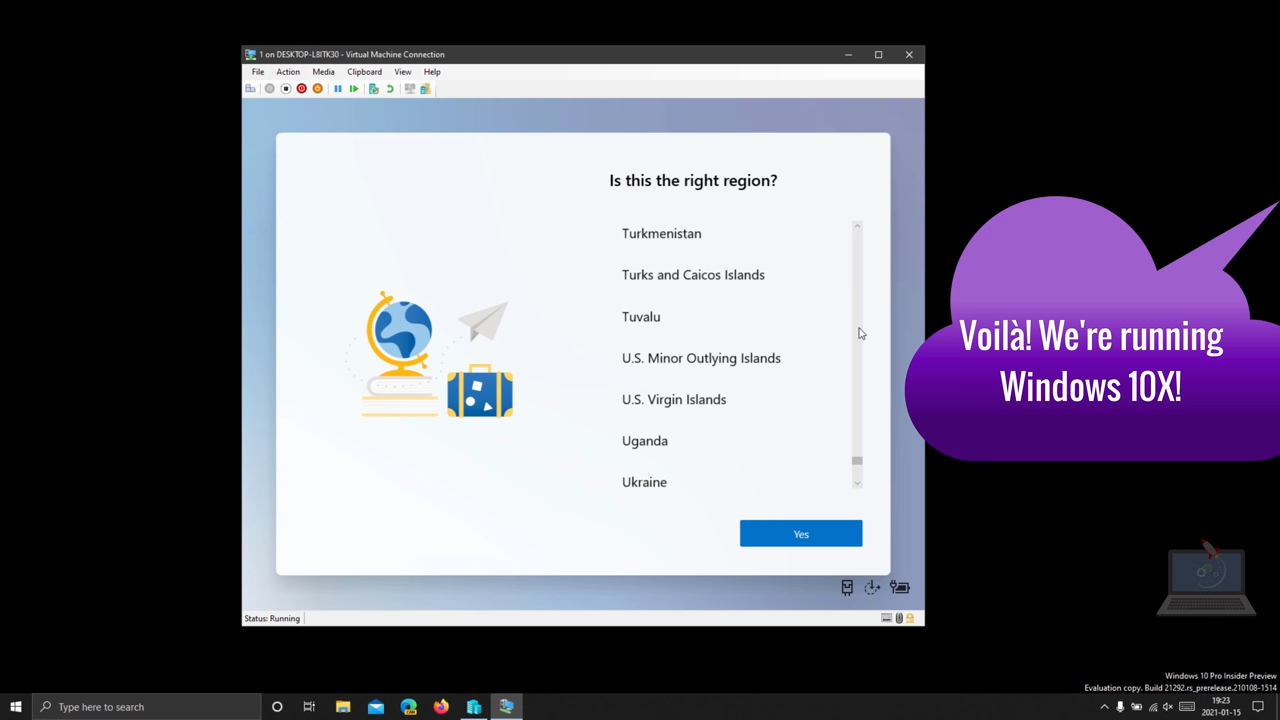 1 on DESKTOP-L8ITK30 - Virtual Machine Connection
File Action Media Clipboard View Help
Is this the right region?
Turkmenistan
Turks and Caicos Islands
Tuvalu
U.S. Minor Outlying Islands
U.S. Virgin Islands
Uganda
Ukraine
Yes
Status: Running
Voilà! We're running
Windows 10X!
Windows 10 Pro Insider Preview
Evaluation copy. Build 21292.rs_prerelease.210108-1514
Type here to search
CAN
19:23
2021-01-15